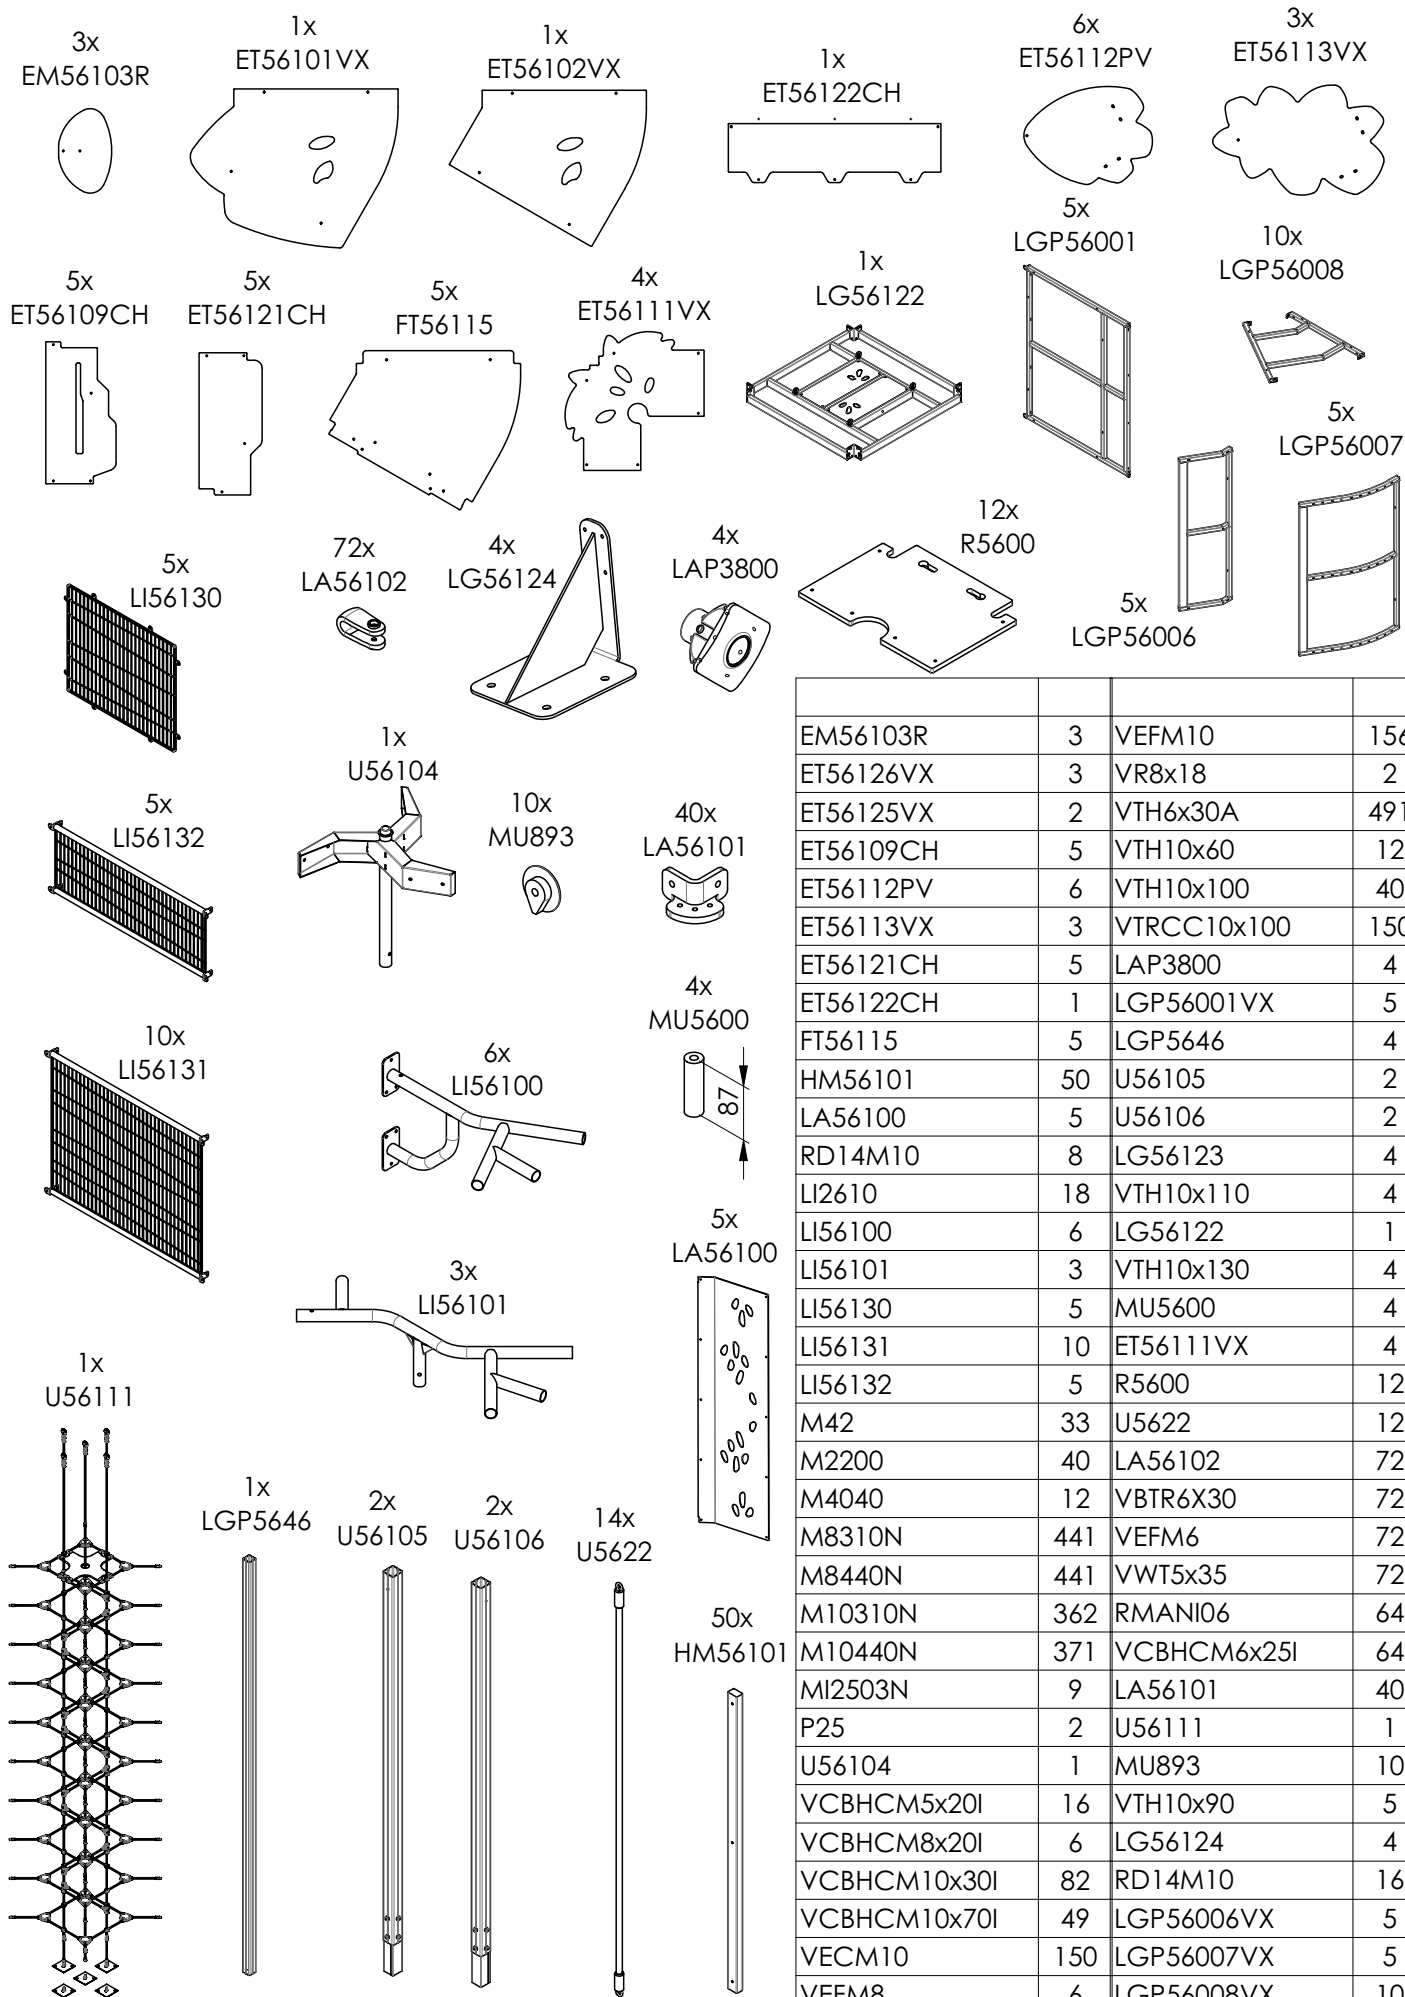 3x
EM56103R
1x
ET56101VX
1x
ET56102VX
1x
ET56122CH
6x
ET56112PV
3x
ET56113VX
5x
ET56109CH
5x
ET56121CH
5x
FT56115
4x
ET56111VX
1x
LG56122
5x
LGP56001
10x
LGP56008
5x
LGP56007
5x
LI56130
72x
LA56102
4x
LG56124
4x
LAP3800
12x
R5600
5x
LGP56006
5x
LI56132
1x
U56104
10x
MU893
40x
LA56101
10x
LI56131
6x
LI56100
4x
MU5600
87
3x
LI56101
5x
LA56100
1x
U56111
1x
LGP5646
2x
U56105
2x
U56106
14x
U5622
50x
HM56101
EM56103R 3 VEFM10 156
ET56126VX 3 VR8x18 2
ET56125VX 2 VTH6x30A 491
ET56109CH 5 VTH10x60 12
ET56112PV 6 VTH10x100 40
ET56113VX 3 VTRCC10x100 150
ET56121CH 5 LAP3800 4
ET56122CH 1 LGP56001VX 5
FT56115 5 LGP5646 4
HM56101 50 U56105 2
LA56100 5 U56106 2
RD14M10 8 LG56123 4
LI2610 18 VTH10x110 4
LI56100 6 LG56122 1
LI56101 3 VTH10x130 4
LI56130 5 MU5600 4
LI56131 10 ET56111VX 4
LI56132 5 R5600 12
M42 33 U5622 12
M2200 40 LA56102 72
M4040 12 VBTR6X30 72
M8310N 441 VEFM6 72
M8440N 441 VWT5x35 72
M10310N 362 RMANI06 64
M10440N 371 VCBHCM6x25I 64
MI2503N 9 LA56101 40
P25 2 U56111 1
U56104 1 MU893 10
VCBHCM5x20I 16 VTH10x90 5
VCBHCM8x20I 6 LG56124 4
VCBHCM10x30I 82 RD14M10 16
VCBHCM10x70I 49 LGP56006VX 5
VECM10 150 LGP56007VX 5
VEFM8 6 LGP56008VX 10